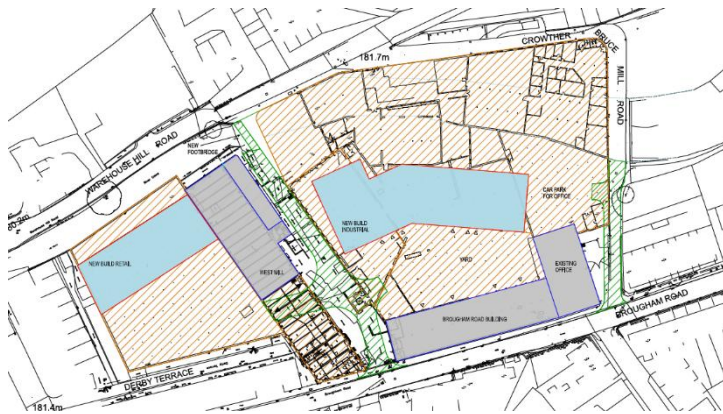 CROWTHER
BRUCE
MILL
ROAD
181.7m
WAREHOUSE HILL ROAD
NEW
FOOTBRIDGE
CAR PARK
FOR OFFICE
NEW BUILD
INDUSTRIAL
NEW BUILD RETAIL
WEST MILL
YARD
EXISTING
OFFICE
BROUGHAM ROAD BUILDING
BROUGHAM ROAD
DERBY TERRACE
181.4m